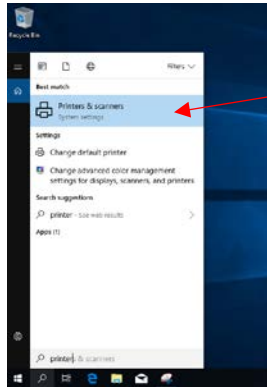 Recycle Bin
Filters
Best match
Printers & scanners
System settings
Settings
Change default printer
Change advanced color management
settings for displays, scanners, and printers
Search suggestions
printer - See web results
Apps (1)
printers & scanners